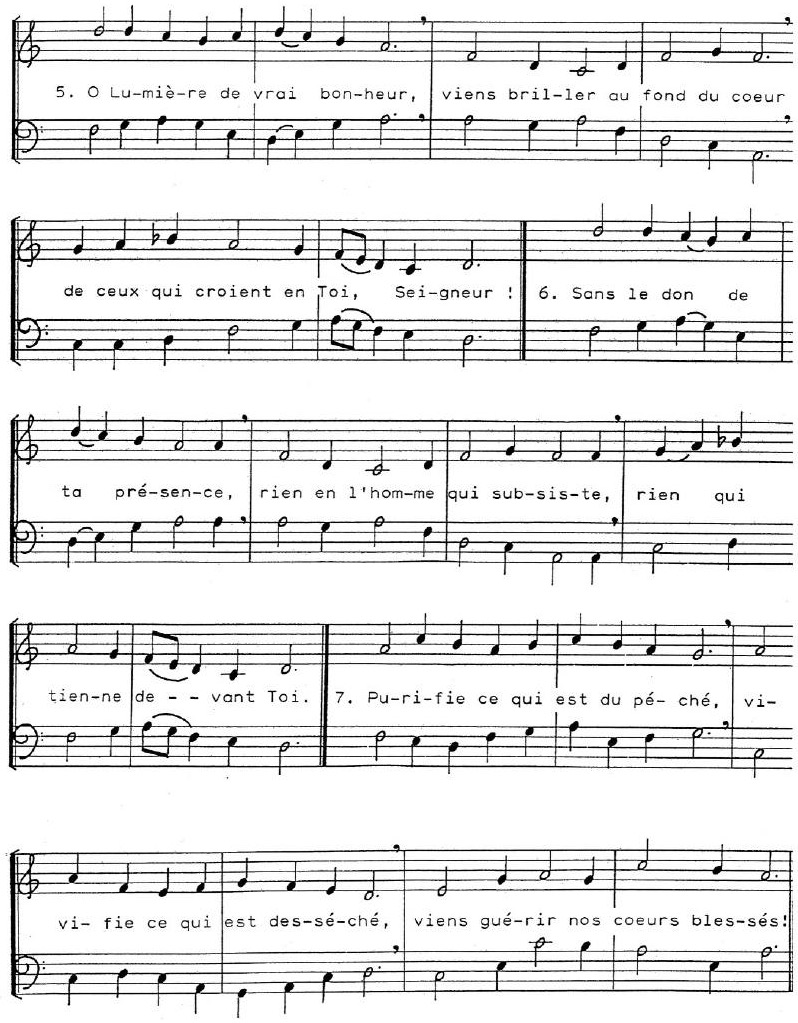 5. O Lu-miè-re de vrai bon-heur, viens bril-ler au fond du coeur
de ceux qui croient en Toi, Sei-gneur ! 6. Sans le don de
ta pré-sen-ce, rien en l'hom-me qui sub-sis-te, rien qui
tien-ne de - - vant Toi. 7. Pu-ri-fie ce qui est du pé- ché, vi-
vi- fie ce qui est des-sé-ché, viens gué-rir nos coeurs bles-sés!